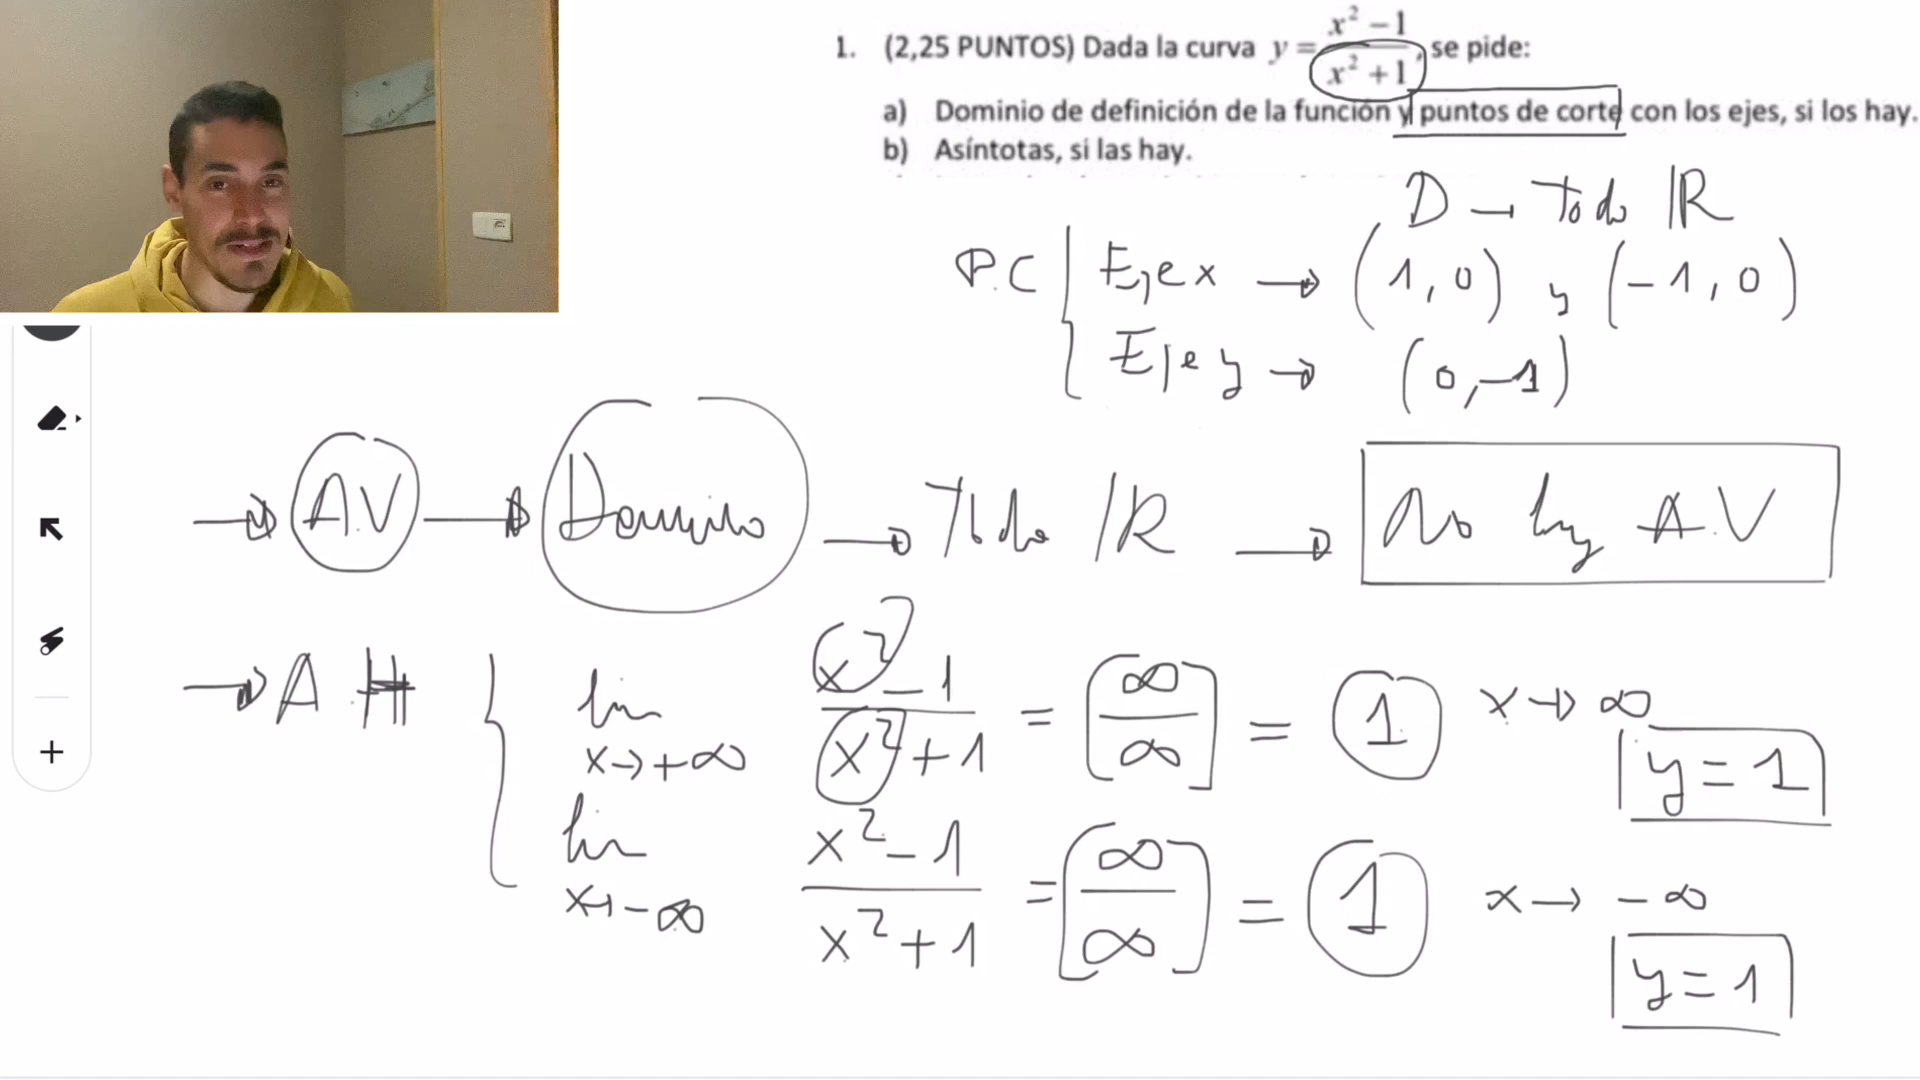 1. (2,25 PUNTOS) Dada la curva y = (x² − 1)/(x² + 1), se pide:
a) Dominio de definición de la función y puntos de corte con los ejes, si los hay.
b) Asíntotas, si las hay.
D → Todo ℝ
P.C { Eje x → (1, 0) y (−1, 0)
Eje y → (0, −1)
→ A.V → Dominio → Todo ℝ → No hay A.V
→ A.H { lim x→+∞ (x² − 1)/(x² + 1) = [∞/∞] = 1 x → ∞ y = 1
lim x→−∞ (x² − 1)/(x² + 1) = [∞/∞] = 1 x → −∞ y = 1